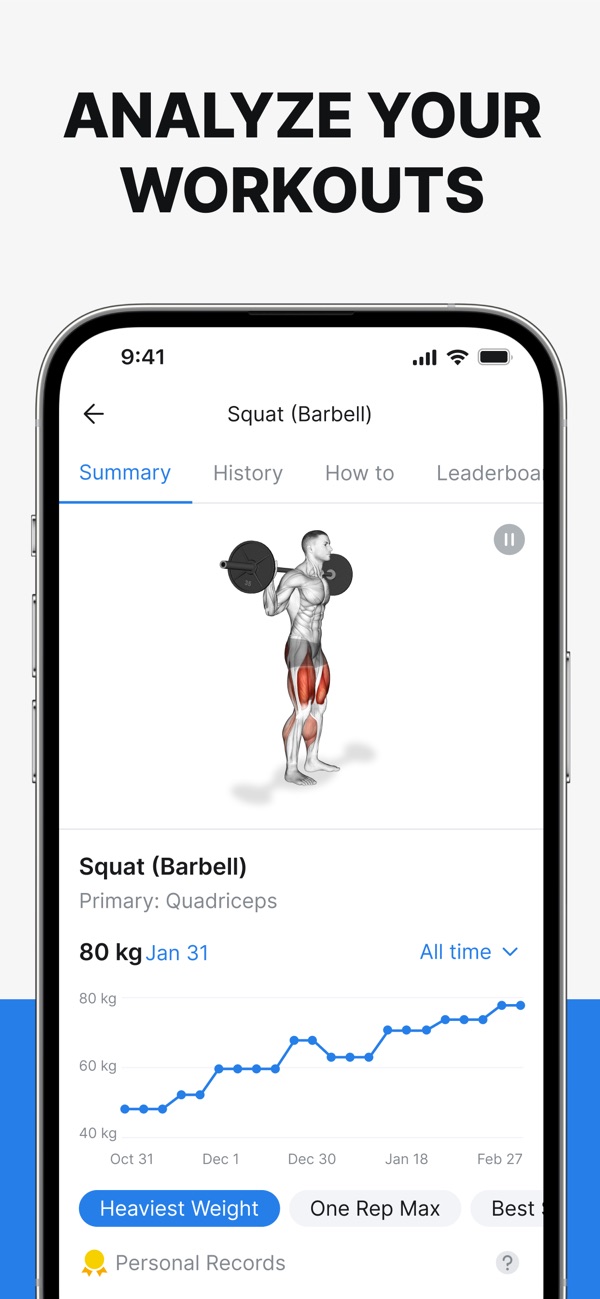 ANALYZE YOUR
WORKOUTS
9:41
Squat (Barbell)
Summary History How to Leaderboa
Squat (Barbell)
Primary: Quadriceps
80 kg Jan 31 All time
80 kg
60 kg
40 kg
Oct 31 Dec 1 Dec 30 Jan 18 Feb 27
Heaviest Weight One Rep Max Best
Personal Records ?